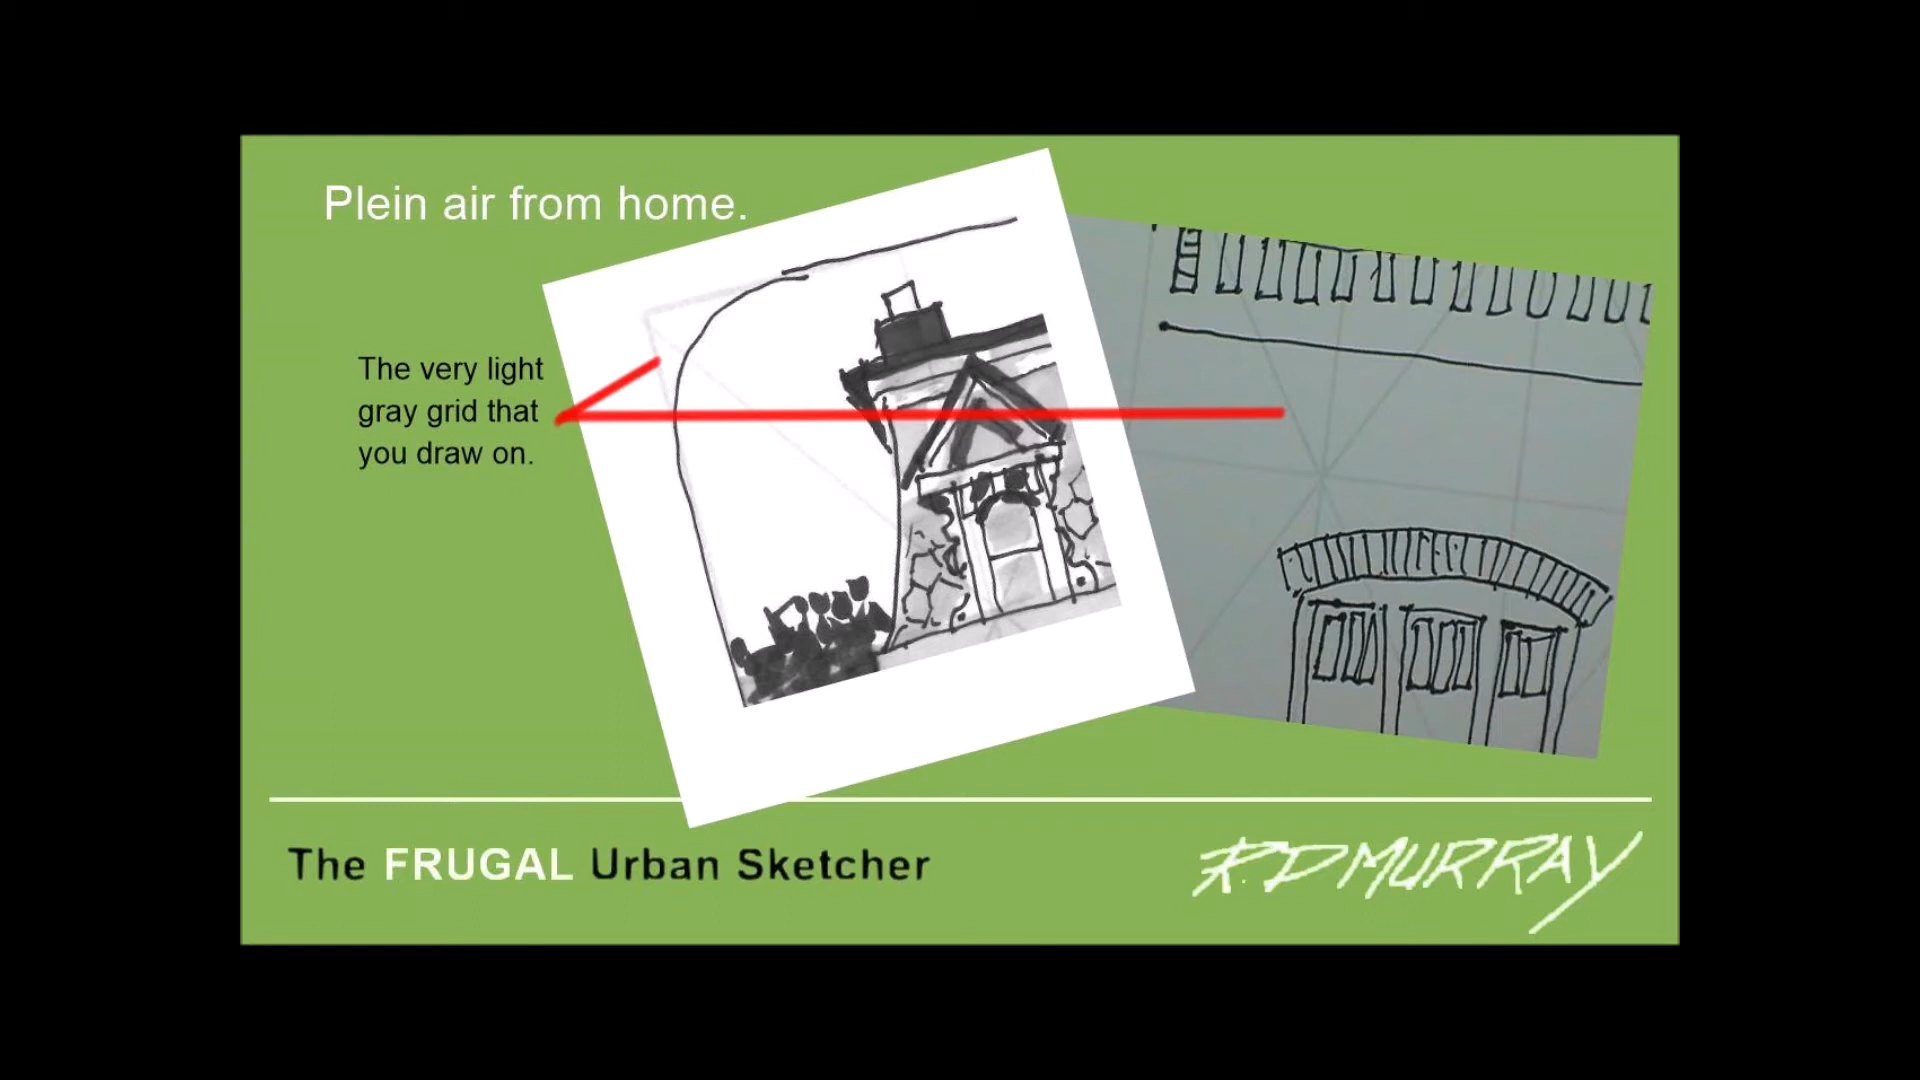 Plein air from home.
The very light
gray grid that
you draw on.
The FRUGAL Urban Sketcher
R.D MURRAY